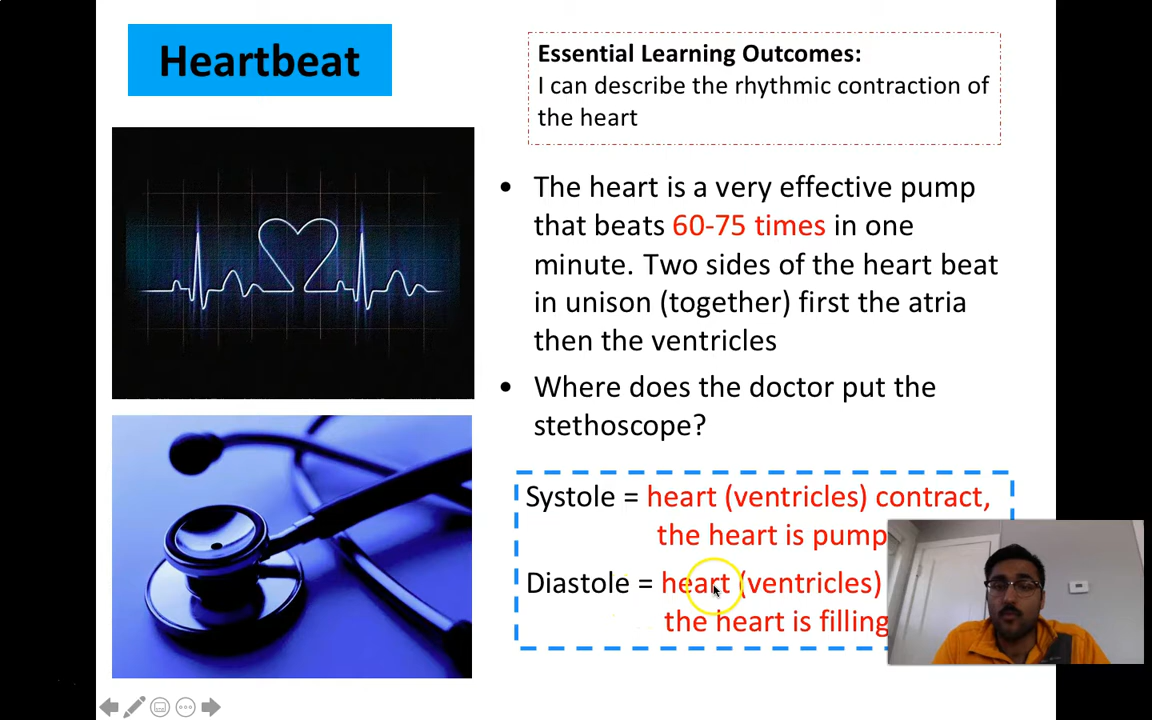 Heartbeat
Essential Learning Outcomes:
I can describe the rhythmic contraction of
the heart
• The heart is a very effective pump
that beats 60-75 times in one
minute. Two sides of the heart beat
in unison (together) first the atria
then the ventricles
• Where does the doctor put the
stethoscope?
Systole = heart (ventricles) contract,
the heart is pump
Diastole = heart (ventricles)
the heart is filling